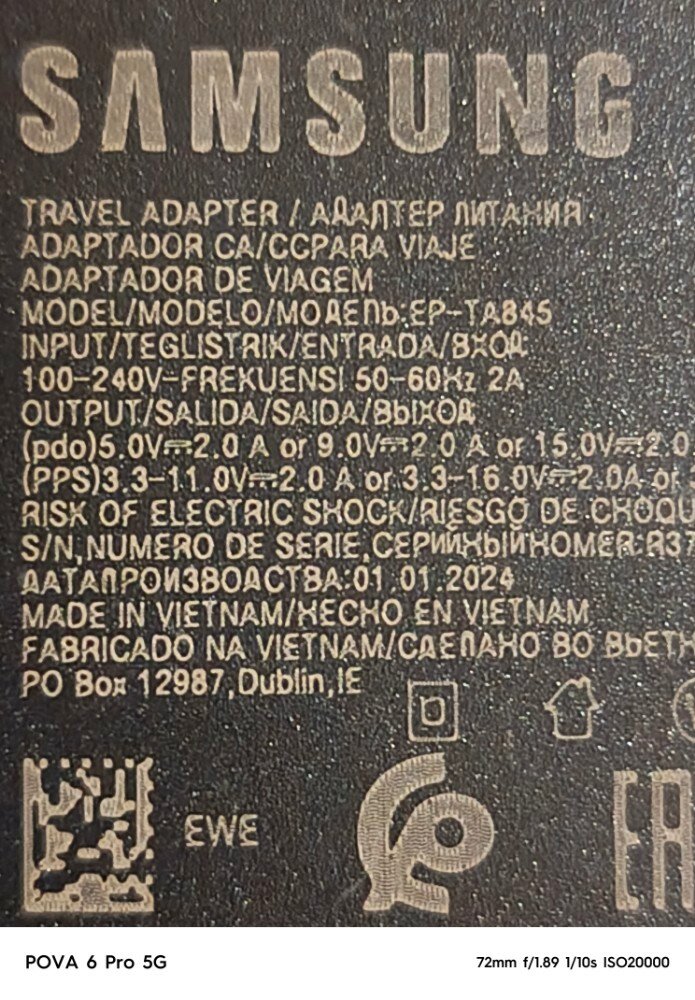 SAMSUNG
TRAVEL ADAPTER / АДАПТЕР ПИТАНИЯ
ADAPTADOR CA/CCPARA VIAJE
ADAPTADOR DE VIAGEM
MODEL/MODELO/МОДЕЛЬ:EP-TA845
INPUT/TEGLISTRIK/ENTRADA/ВХОД
100-240V-FREKUENSI 50-60Hz 2A
OUTPUT/SALIDA/SAIDA/ВЫХОД
(pdo)5.0V⎓2.0 A or 9.0V⎓2.0 A or 15.0V⎓2.0
(PPS)3.3-11.0V⎓2.0 A or 3.3-16.0V⎓2.0A or
RISK OF ELECTRIC SHOCK/RIESGO DE CHOQU
S/N,NUMERO DE SERIE,СЕРИЙНЫЙНОМЕР:R37
ДАТАПРОИЗВОДСТВА:01.01.2024
MADE IN VIETNAM/HECHO EN VIETNAM
FABRICADO NA VIETNAM/СДЕЛАНО ВО ВЬЕТН
PO Box 12987,Dublin,IE
EWE
EAC
POVA 6 Pro 5G
72mm f/1.89 1/10s ISO20000